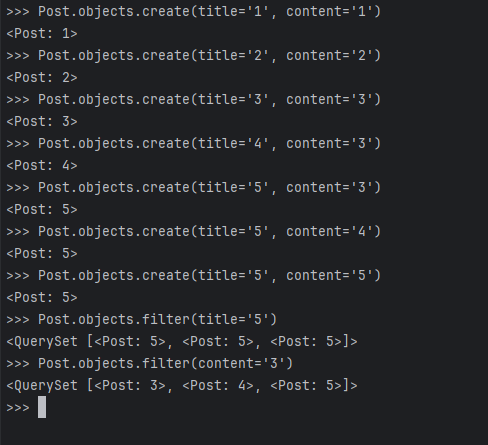 >>> Post.objects.create(title='1', content='1')
<Post: 1>
>>> Post.objects.create(title='2', content='2')
<Post: 2>
>>> Post.objects.create(title='3', content='3')
<Post: 3>
>>> Post.objects.create(title='4', content='3')
<Post: 4>
>>> Post.objects.create(title='5', content='3')
<Post: 5>
>>> Post.objects.create(title='5', content='4')
<Post: 5>
>>> Post.objects.create(title='5', content='5')
<Post: 5>
>>> Post.objects.filter(title='5')
<QuerySet [<Post: 5>, <Post: 5>, <Post: 5>]>
>>> Post.objects.filter(content='3')
<QuerySet [<Post: 3>, <Post: 4>, <Post: 5>]>
>>>